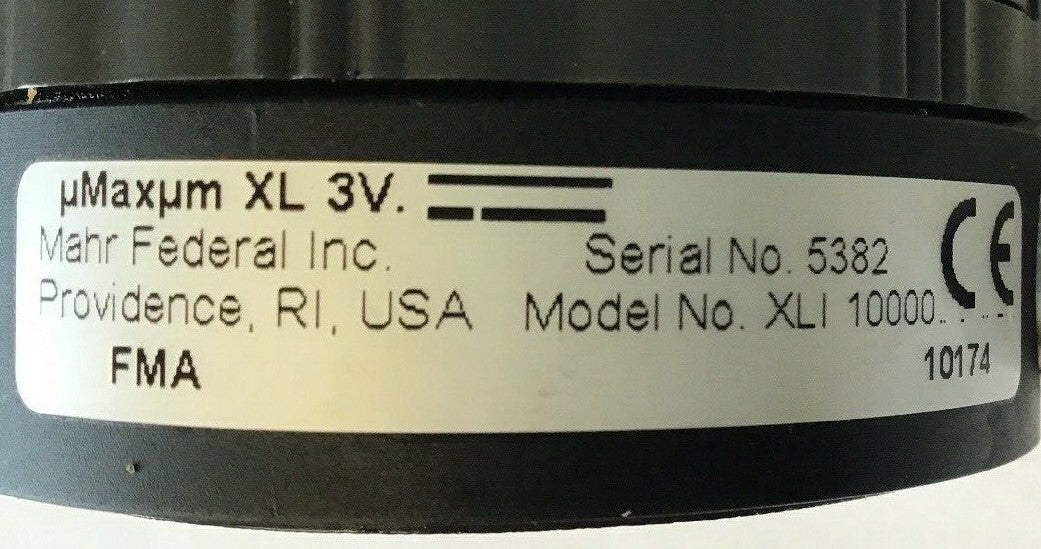 µMaxµm XL 3V.
Mahr Federal Inc. Serial No. 5382 CE
Providence, RI, USA Model No. XLI 10000
FMA 10174